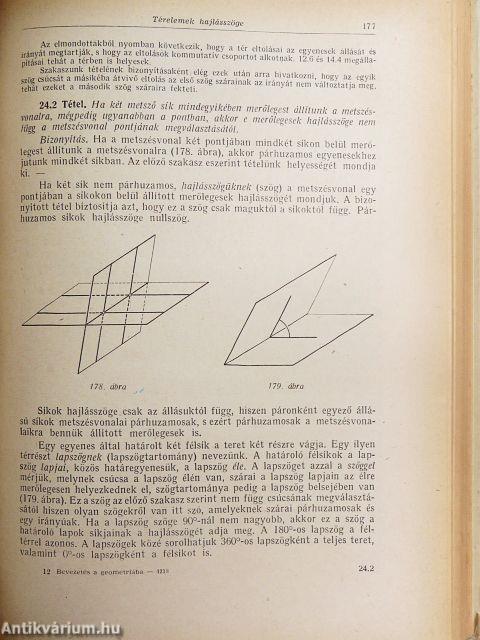 Térelemek hajlásszöge 177
Az elmondottakból nyomban következik, hogy a tér eltolásai az egyenesek állását és
irányát megtartják, s hogy az eltolások kommutatív csoportot alkotnak. 12.6 és 14.4 megálla-
pításai tehát a térben is helyesek.
Szakaszunk tételének bizonyításaként elég ezek után arra hivatkozni, hogy az egyik
szög csúcsát a másikéba átvivő eltolás az első szög szárainak az irányát nem változtatja meg,
tehát ezeket a második szög száraira fekteti.
24.2 Tétel. Ha két metsző sík mindegyikében merőlegest állítunk a metszés-
vonalra, mégpedig ugyanabban a pontban, akkor e merőlegesek hajlásszöge nem
függ a metszésvonal pontjának megválasztásától.
Bizonyítás. Ha a metszésvonal két pontjában mindkét síkon belül merő-
legest állítunk a metszésvonalra (178. ábra), akkor párhuzamos egyenesekhez
jutunk mindkét síkban. Az előző szakasz eszerint tételünk helyességét mondja
ki. —
Ha két sík nem párhuzamos, hajlásszögüknek (szög) a metszésvonal egy
pontjában a síkokon belül állított merőlegesek hajlásszögét mondjuk. A bizo-
nyított tétel biztosítja azt, hogy ez a szög csak maguktól a síkoktól függ. Pár-
huzamos síkok hajlásszöge nullszög.
178. ábra
179. ábra
Síkok hajlásszöge csak az állásuktól függ, hiszen páronként egyező állá-
sú síkok metszésvonalai párhuzamosak, s ezért párhuzamosak a metszésvona-
laikra bennük állított merőlegesek is.
Egy egyenes által határolt két félsík a teret két részre vágja. Egy ilyen
térrészt lapszögnek (lapszögtartomány) nevezünk. A határoló félsíkok a lap-
szög lapjai, közös határegyenesük, a lapszög éle. A lapszöget azzal a szöggel
mérjük, melynek csúcsa a lapszög élén van, szárai a lapszög lapjain az élre
merőlegesen helyezkednek el, szögtartománya pedig a lapszög belsejében van
(179. ábra). Ez a szög az előző szakasz szerint nem függ csúcsának megválasztá-
sától hiszen olyan szögekről van itt szó, amelyeknek szárai párhuzamosak és
egy irányúak. Ha a lapszög szöge 90°-nál nem nagyobb, akkor ez a szög a
határoló lapok síkjainak a hajlásszögét adja meg. A 180°-os lapszög a fél-
térrel azonos. A lapszögek közé sorolhatjuk 360°-os lapszögként a teljes teret,
valamint 0°-os lapszögként a félsíkot is.
12 Bevezetés a geometriába — 4213 24.2
Antikvárium.hu